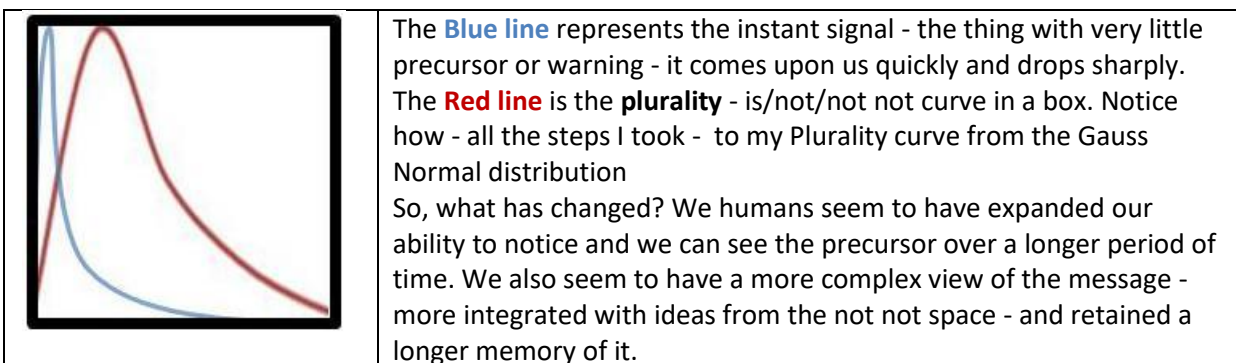 The Blue line represents the instant signal - the thing with very little
precursor or warning - it comes upon us quickly and drops sharply.
The Red line is the plurality - is/not/not not curve in a box. Notice
how - all the steps I took -  to my Plurality curve from the Gauss
Normal distribution
So, what has changed? We humans seem to have expanded our
ability to notice and we can see the precursor over a longer period of
time. We also seem to have a more complex view of the message -
more integrated with ideas from the not not space - and retained a
longer memory of it.